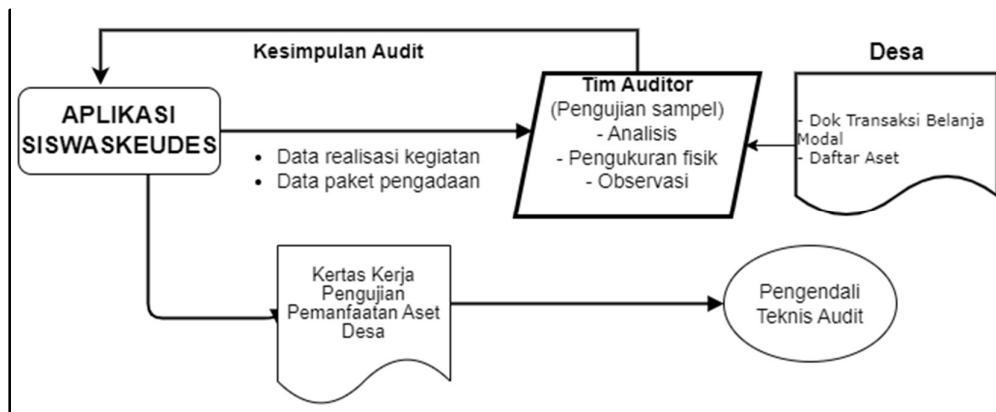 Kesimpulan Audit
Desa
APLIKASI
SISWASKEUDES
• Data realisasi kegiatan
• Data paket pengadaan
Tim Auditor
(Pengujian sampel)
- Analisis
- Pengukuran fisik
- Observasi
- Dok Transaksi Belanja
Modal
- Daftar Aset
Kertas Kerja
Pengujian
Pemanfaatan Aset
Desa
Pengendali
Teknis Audit